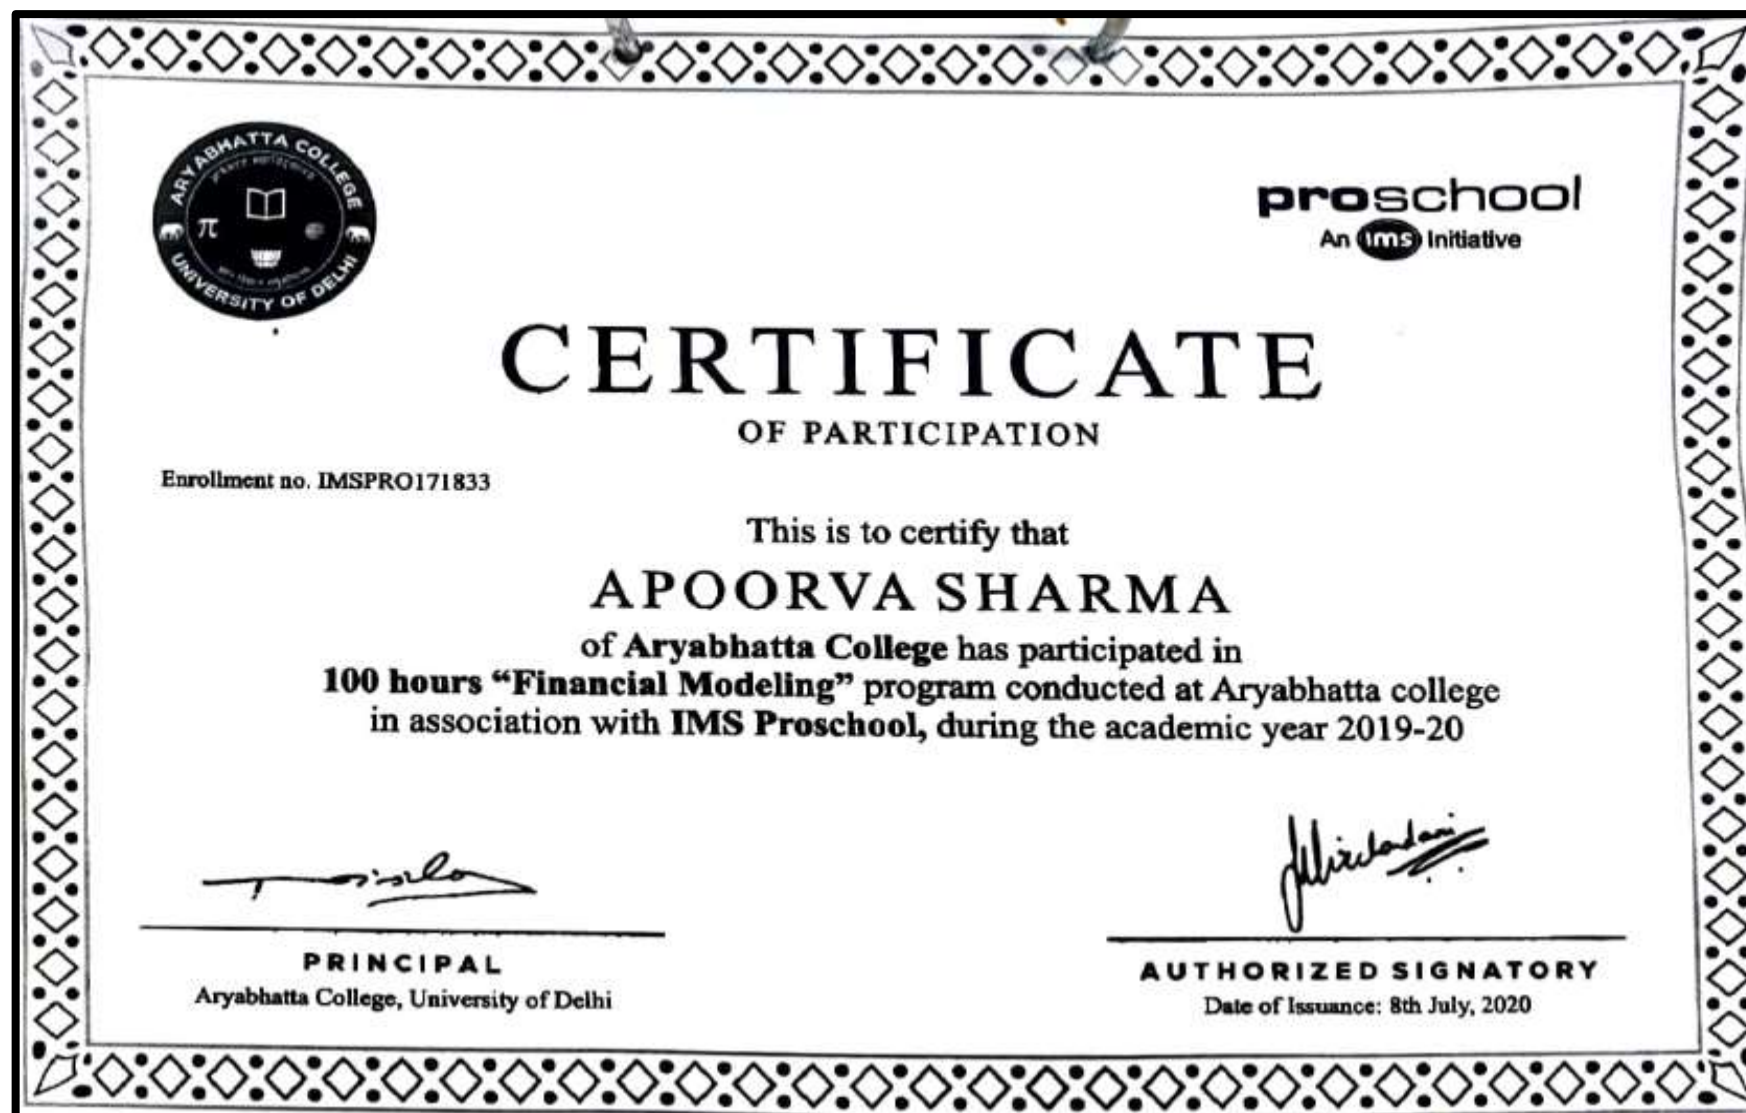 ARYABHATTA COLLEGE
π
UNIVERSITY OF DELHI
proschool
An ims Initiative
CERTIFICATE
OF PARTICIPATION
Enrollment no. IMSPRO171833
This is to certify that
APOORVA SHARMA
of Aryabhatta College has participated in
100 hours “Financial Modeling” program conducted at Aryabhatta college
in association with IMS Proschool, during the academic year 2019-20
PRINCIPAL
Aryabhatta College, University of Delhi
AUTHORIZED SIGNATORY
Date of Issuance: 8th July, 2020